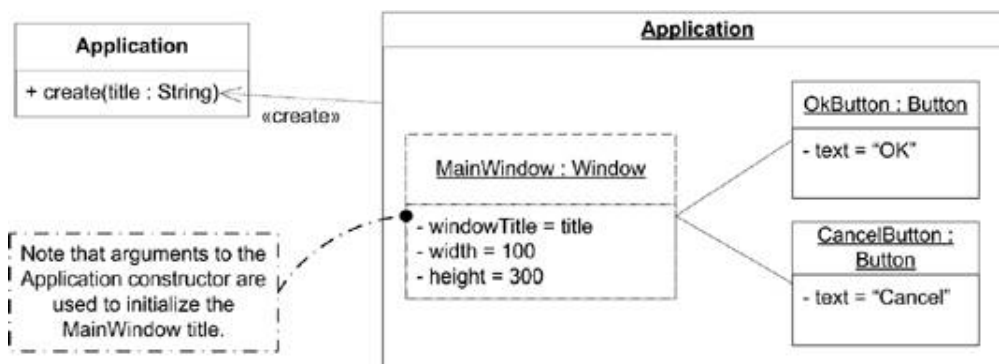 Application
+ create(title : String)
«create»
Application
MainWindow : Window
- windowTitle = title
- width = 100
- height = 300
OkButton : Button
- text = “OK”
CancelButton :
Button
- text = “Cancel”
Note that arguments to the
Application constructor are
used to initialize the
MainWindow title.